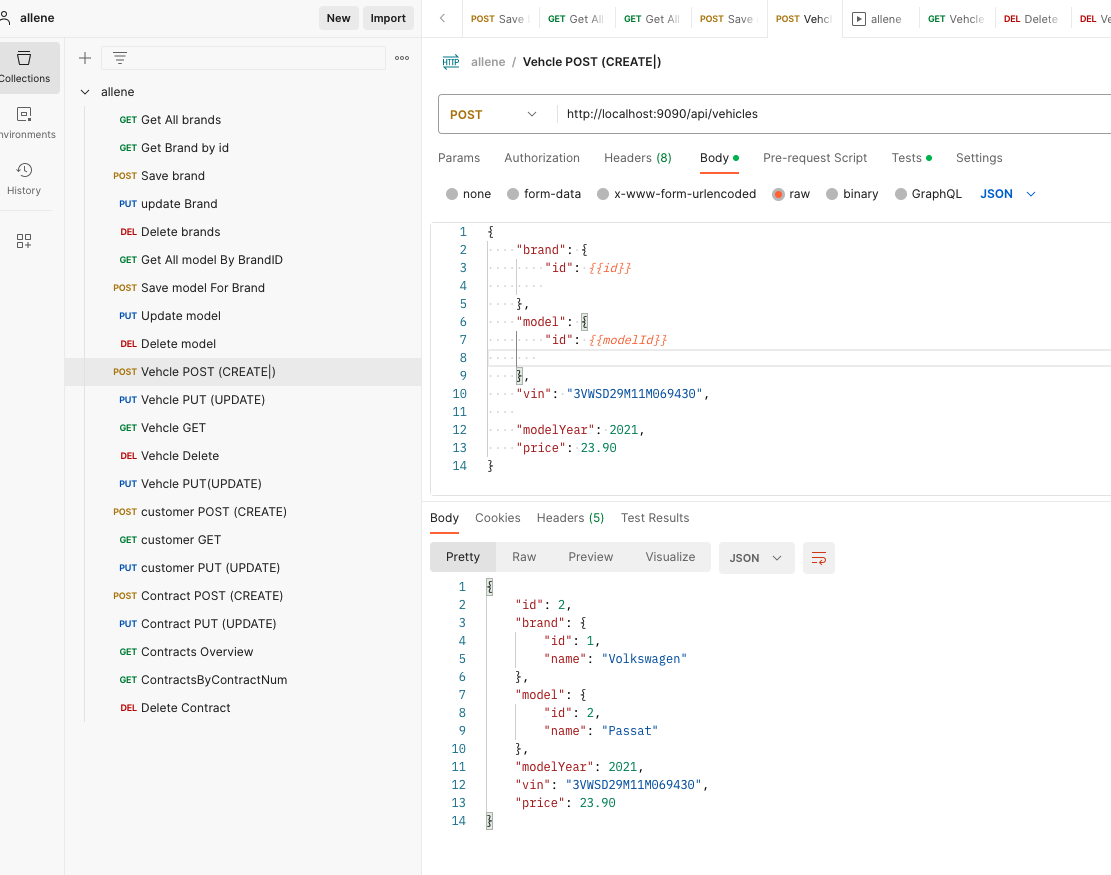 allene
New
Import
POST Save
GET Get All
GET Get All
POST Save
POST Vehcl
allene
GET Vehcle
DEL Delete
DEL Ve
Collections
nvironments
History
allene
GET Get All brands
GET Get Brand by id
POST Save brand
PUT update Brand
DEL Delete brands
GET Get All model By BrandID
POST Save model For Brand
PUT Update model
DEL Delete model
POST Vehcle POST (CREATE|)
PUT Vehcle PUT (UPDATE)
GET Vehcle GET
DEL Vehcle Delete
PUT Vehcle PUT(UPDATE)
POST customer POST (CREATE)
GET customer GET
PUT customer PUT (UPDATE)
POST Contract POST (CREATE)
PUT Contract PUT (UPDATE)
GET Contracts Overview
GET ContractsByContractNum
DEL Delete Contract
HTTP allene / Vehcle POST (CREATE|)
POST http://localhost:9090/api/vehicles
Params Authorization Headers (8) Body Pre-request Script Tests Settings
none form-data x-www-form-urlencoded raw binary GraphQL JSON
1 {
2 "brand": {
3 "id": {{id}}
4
5 },
6 "model": {
7 "id": {{modelId}}
8
9 },
10 "vin": "3VWSD29M11M069430",
11
12 "modelYear": 2021,
13 "price": 23.90
14 }
Body Cookies Headers (5) Test Results
Pretty Raw Preview Visualize JSON
1 {
2 "id": 2,
3 "brand": {
4 "id": 1,
5 "name": "Volkswagen"
6 },
7 "model": {
8 "id": 2,
9 "name": "Passat"
10 },
11 "modelYear": 2021,
12 "vin": "3VWSD29M11M069430",
13 "price": 23.90
14 }